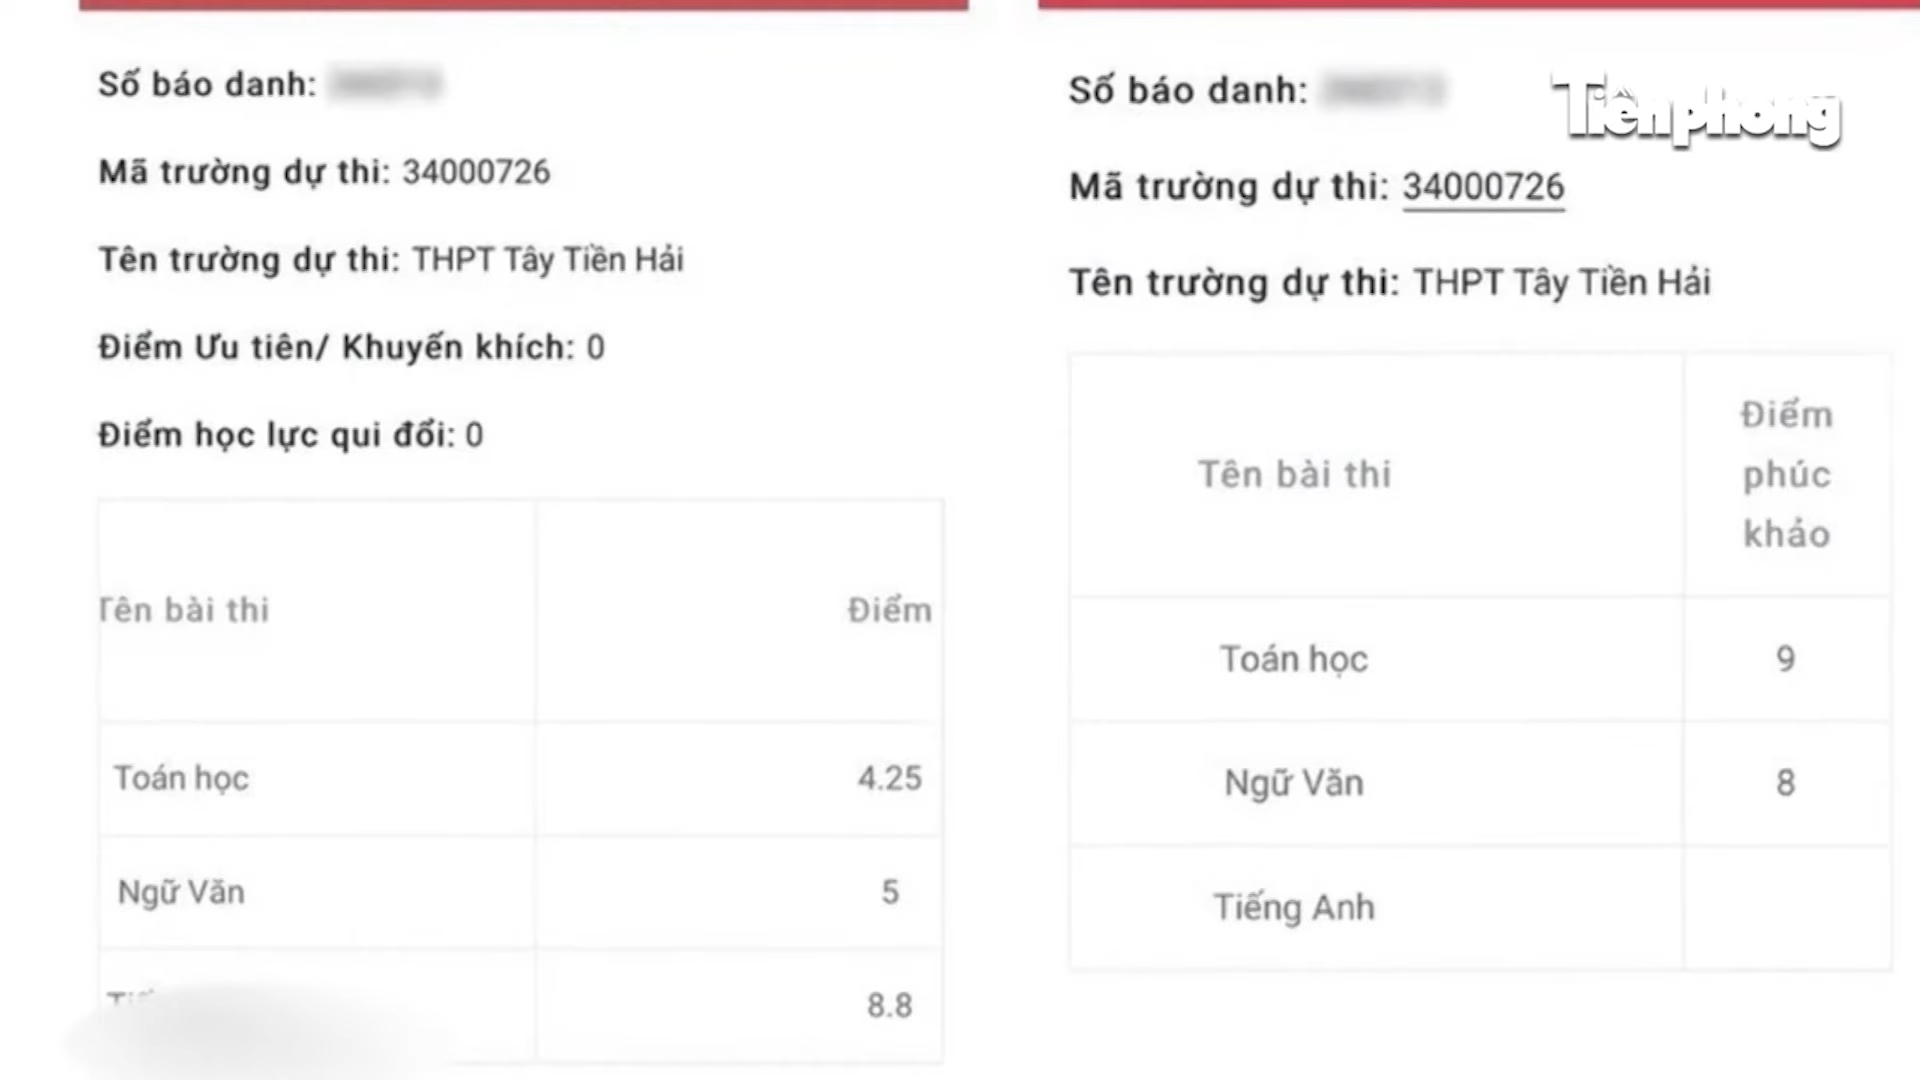 Số báo danh:
Mã trường dự thi: 34000726
Tên trường dự thi: THPT Tây Tiền Hải
Điểm Ưu tiên/ Khuyến khích: 0
Điểm học lực qui đổi: 0
Tên bài thi Điểm
Toán học 4.25
Ngữ Văn 5
8.8
Tiền phong
Số báo danh:
Mã trường dự thi: 34000726
Tên trường dự thi: THPT Tây Tiền Hải
Tên bài thi
Điểm
phúc
khảo
Toán học 9
Ngữ Văn 8
Tiếng Anh